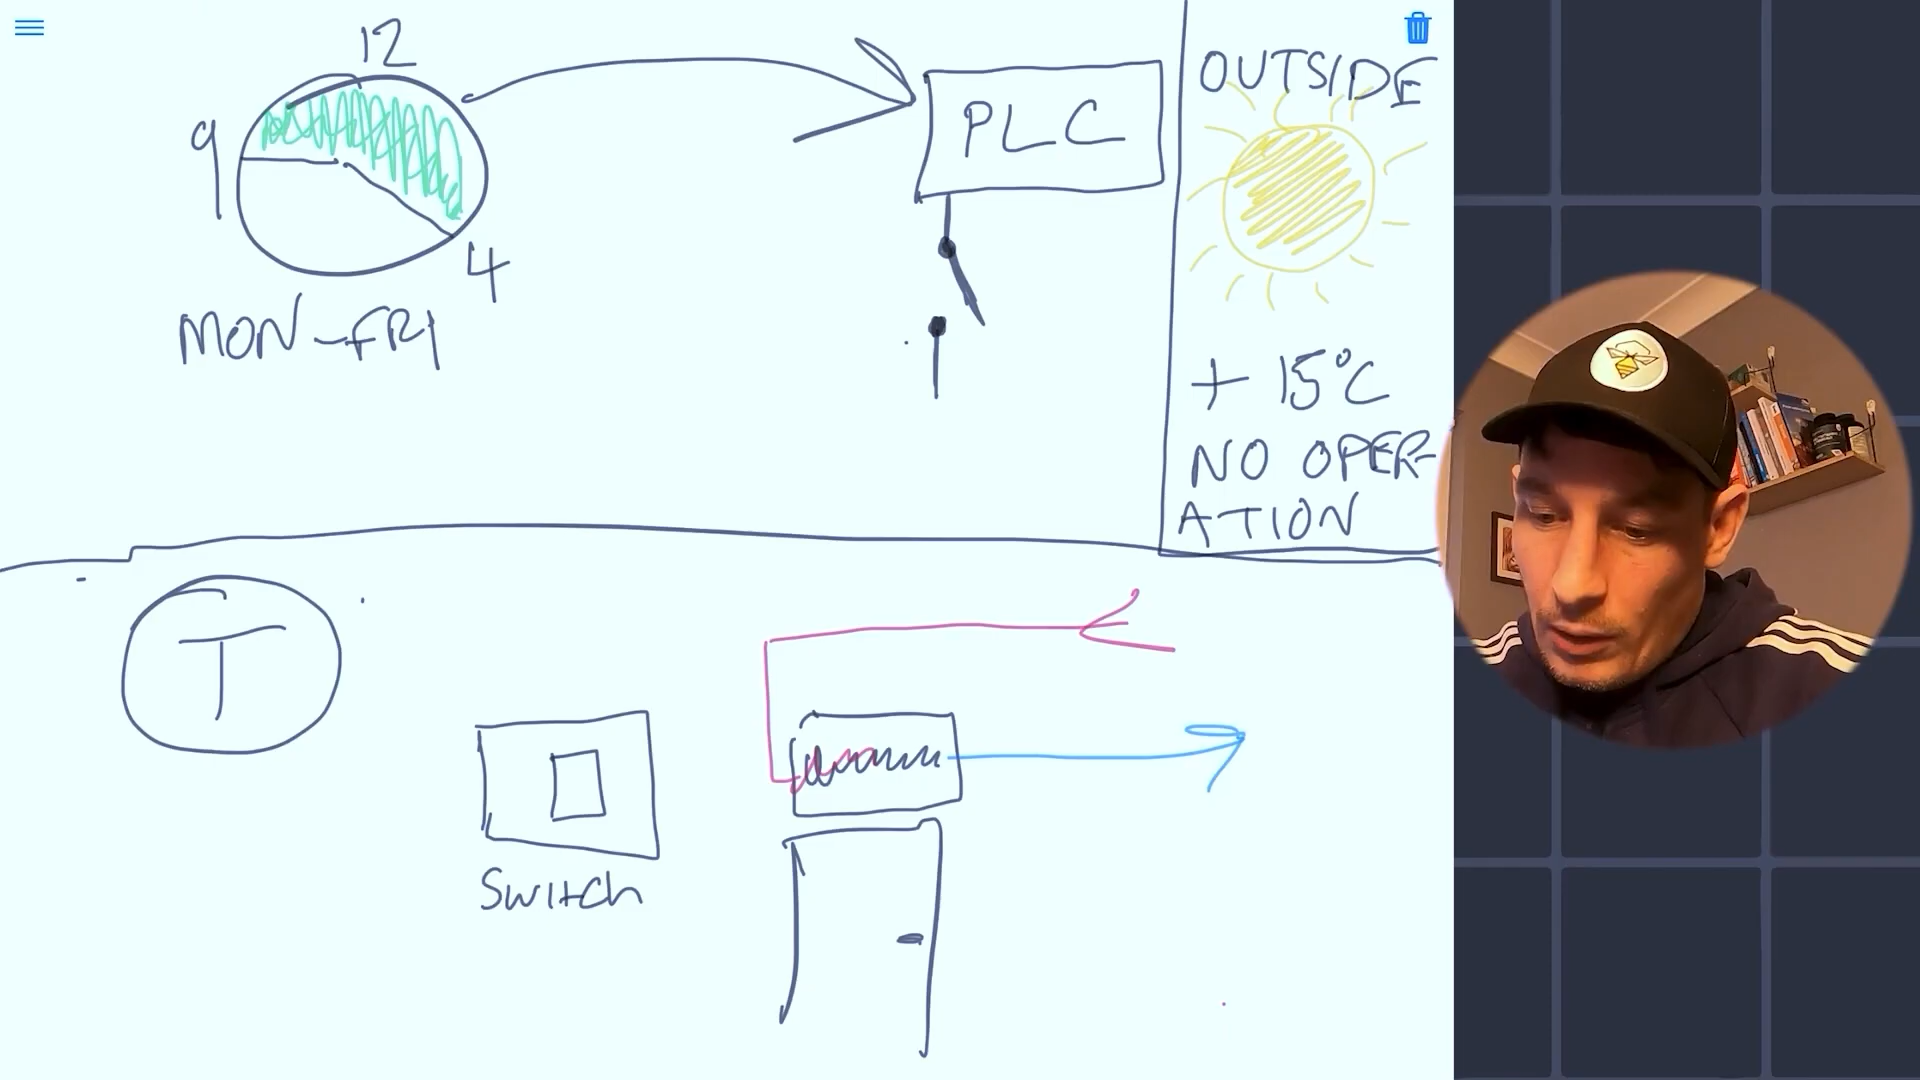 12
9
4
MON-FRI
PLC
OUTSIDE
+ 15°C
NO OPER-
ATION
T
Switch